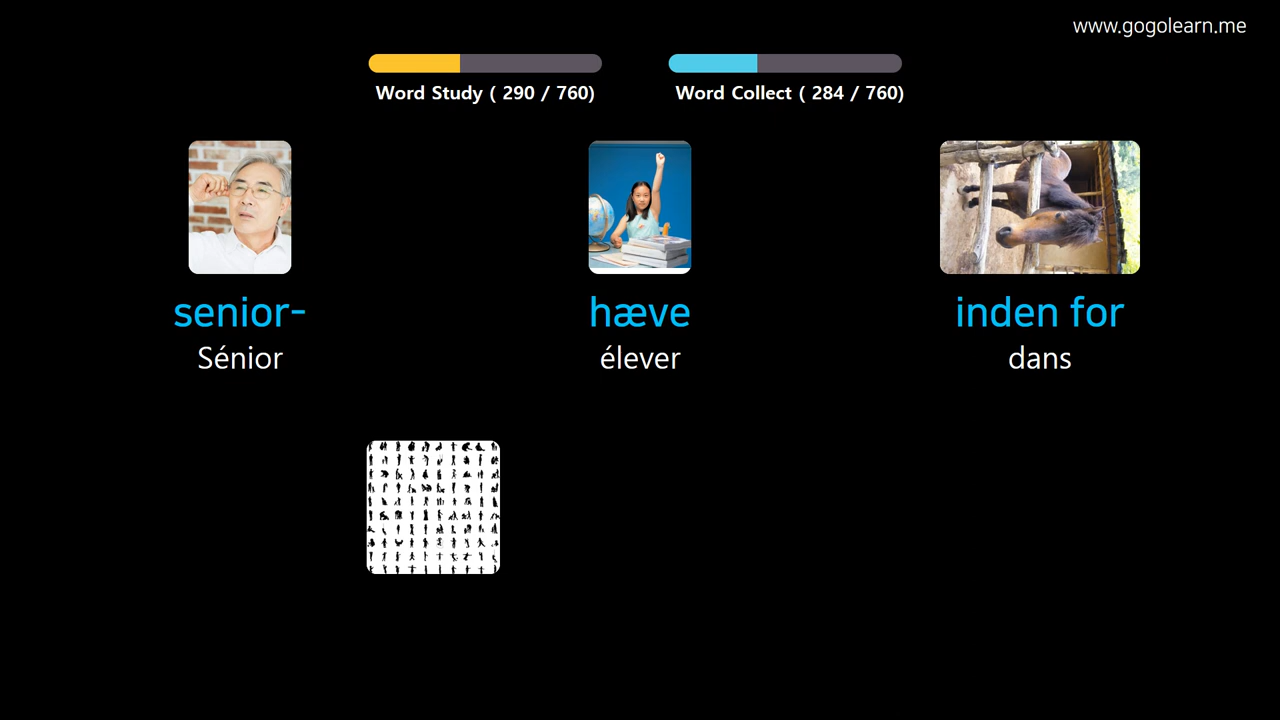 www.gogolearn.me
Word Study ( 290 / 760)
Word Collect ( 284 / 760)
senior-
Sénior
hæve
élever
inden for
dans